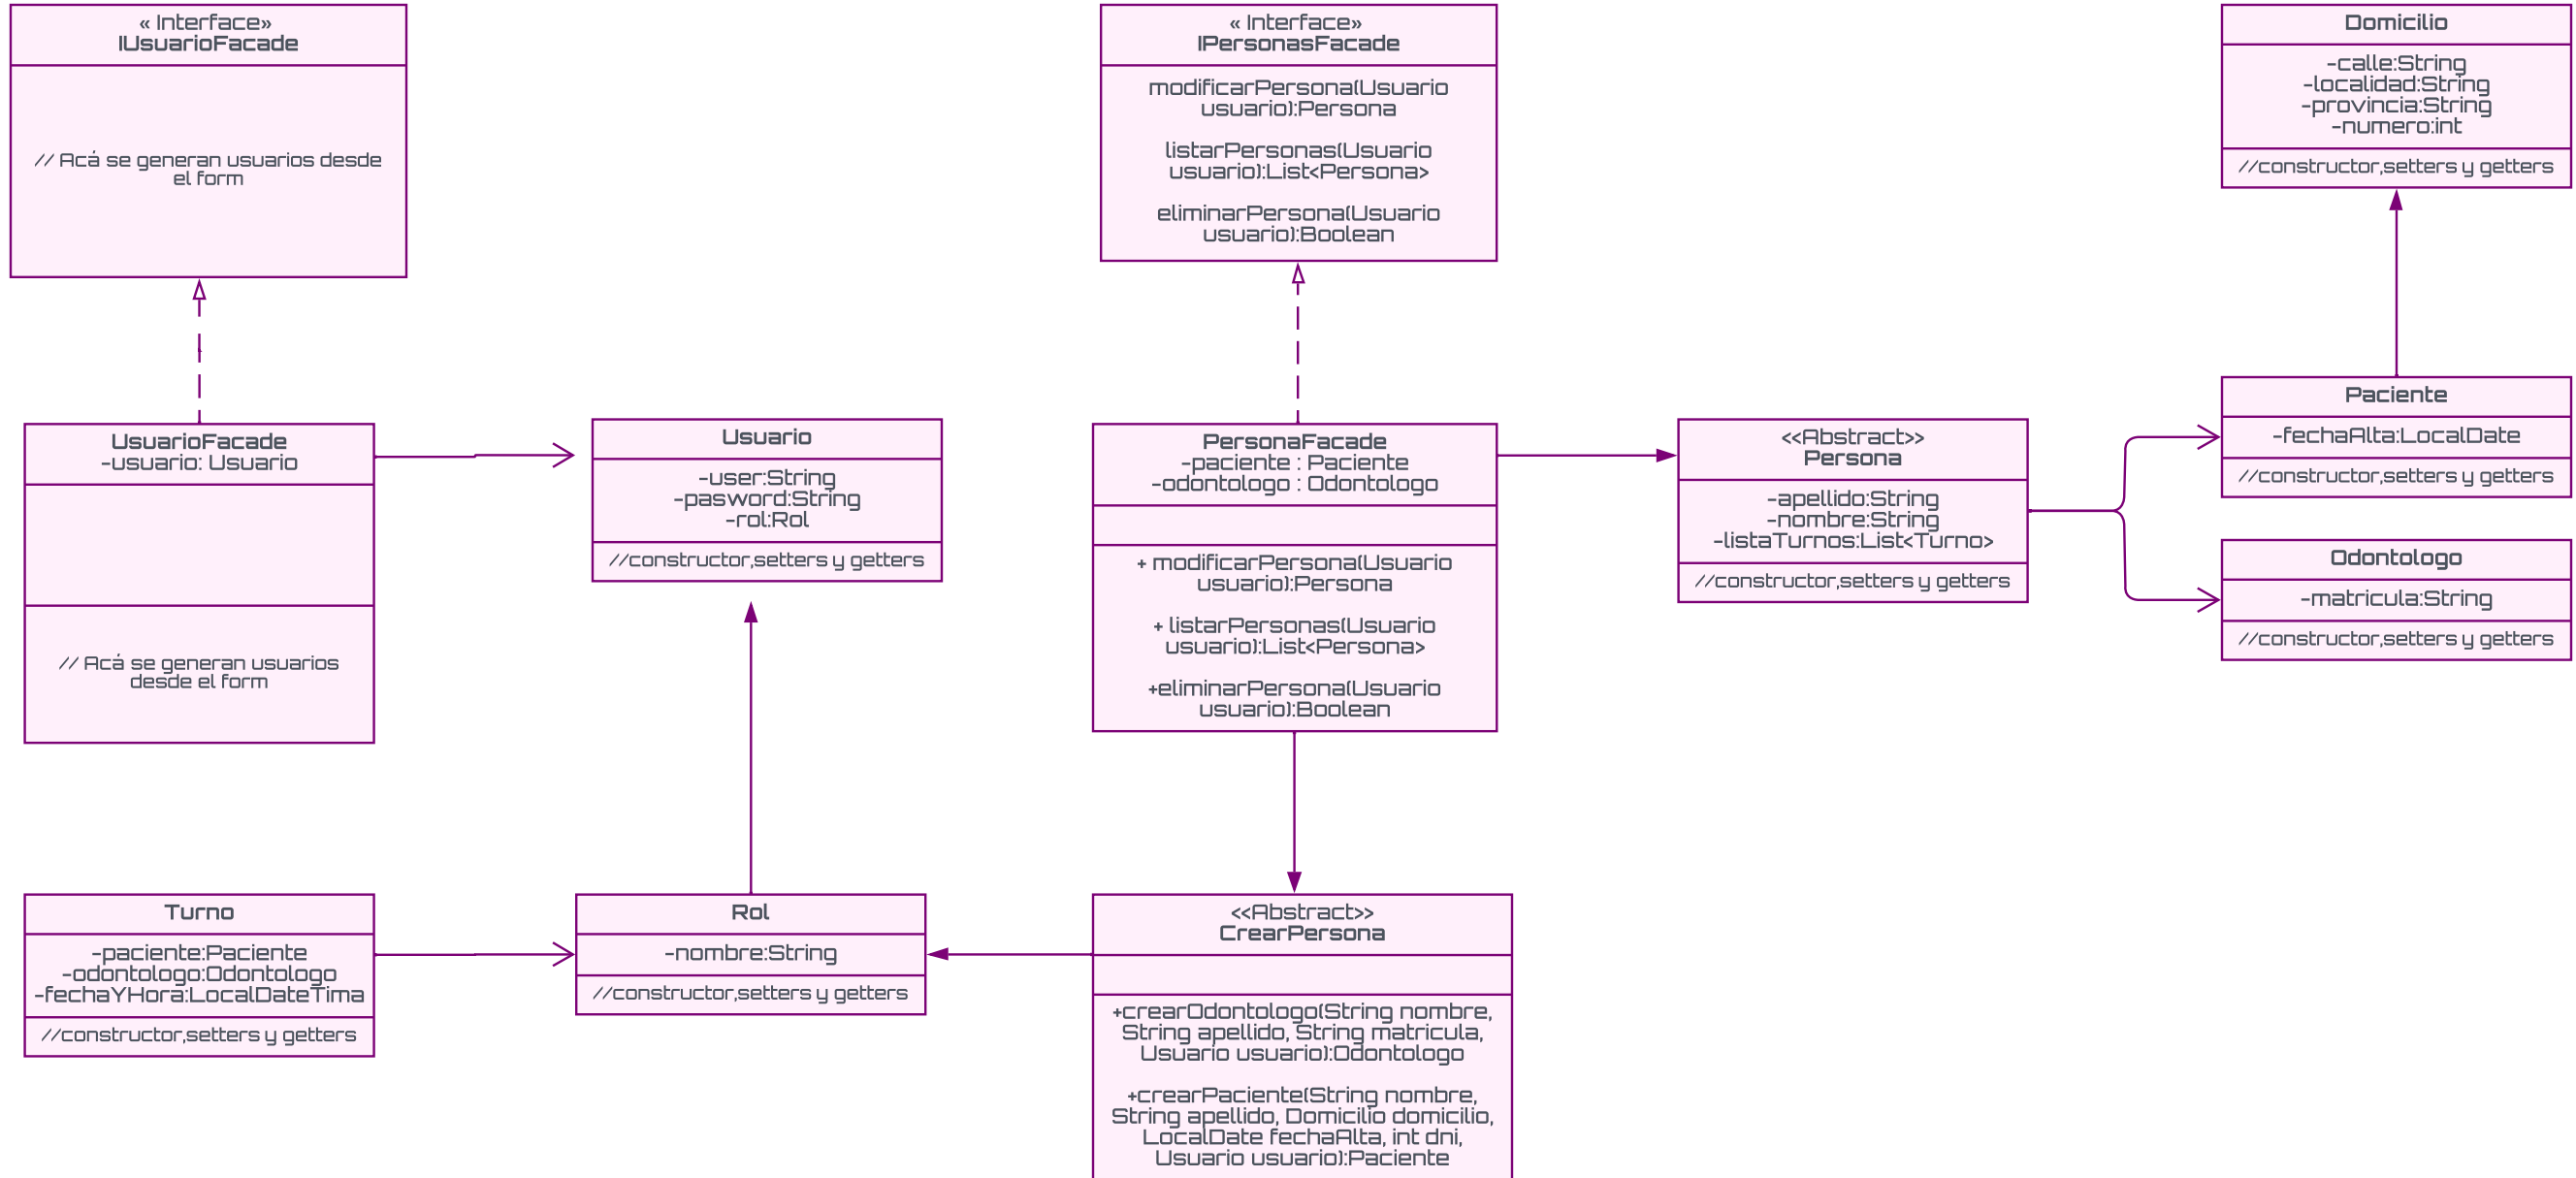 « Interface»
IUsuarioFacade
// Acá se generan usuarios desde
el form
« Interface»
IPersonasFacade
modificarPersona(Usuario
usuario):Persona
listarPersonas(Usuario
usuario):List<Persona>
eliminarPersona(Usuario
usuario):Boolean
Domicilio
-calle:String
-localidad:String
-provincia:String
-numero:int
//constructor,setters y getters
UsuarioFacade
-usuario: Usuario
// Acá se generan usuarios
desde el form
Usuario
-user:String
-pasword:String
-rol:Rol
//constructor,setters y getters
PersonaFacade
-paciente : Paciente
-odontologo : Odontologo
+ modificarPersona(Usuario
usuario):Persona
+ listarPersonas(Usuario
usuario):List<Persona>
+eliminarPersona(Usuario
usuario):Boolean
<<Abstract>>
Persona
-apellido:String
-nombre:String
-listaTurnos:List<Turno>
//constructor,setters y getters
Paciente
-fechaAlta:LocalDate
//constructor,setters y getters
Odontologo
-matricula:String
//constructor,setters y getters
Turno
-paciente:Paciente
-odontologo:Odontologo
-fechaYHora:LocalDateTima
//constructor,setters y getters
Rol
-nombre:String
//constructor,setters y getters
<<Abstract>>
CrearPersona
+crearOdontologo(String nombre,
String apellido, String matricula,
Usuario usuario):Odontologo
+crearPaciente(String nombre,
String apellido, Domicilio domicilio,
LocalDate fechaAlta, int dni,
Usuario usuario):Paciente